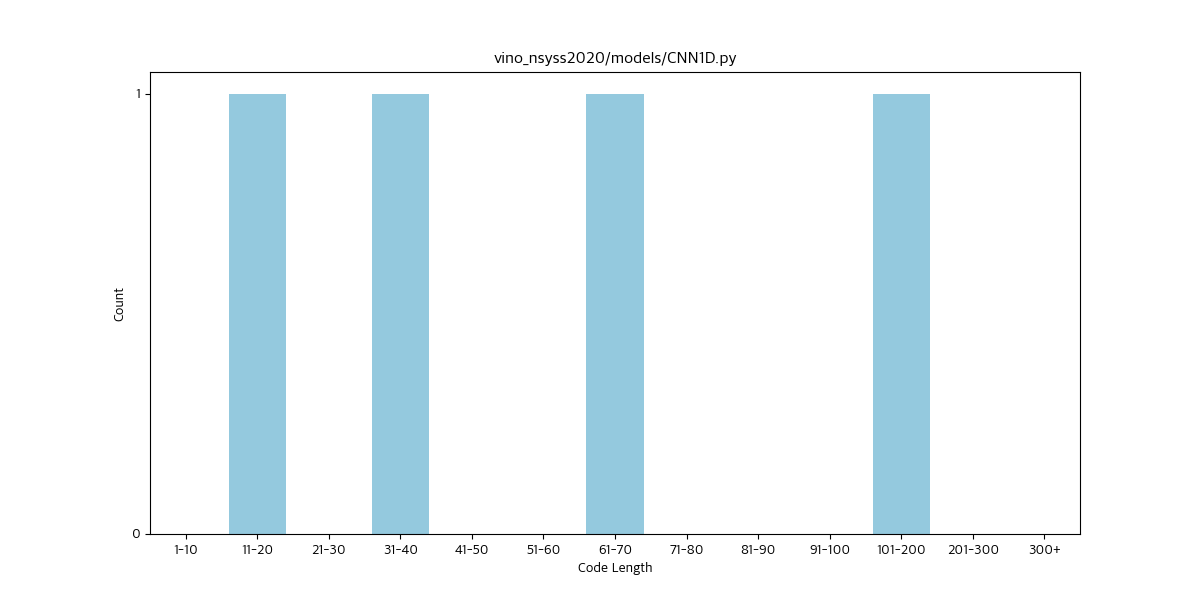 vino_nsyss2020/models/CNN1D.py
1
0
Count
1-10 11-20 21-30 31-40 41-50 51-60 61-70 71-80 81-90 91-100 101-200 201-300 300+
Code Length